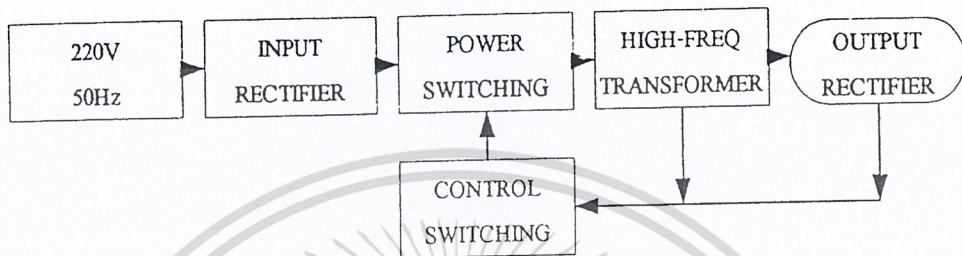 220V
50Hz
INPUT
RECTIFIER
POWER
SWITCHING
HIGH-FREQ
TRANSFORMER
OUTPUT
RECTIFIER
CONTROL
SWITCHING